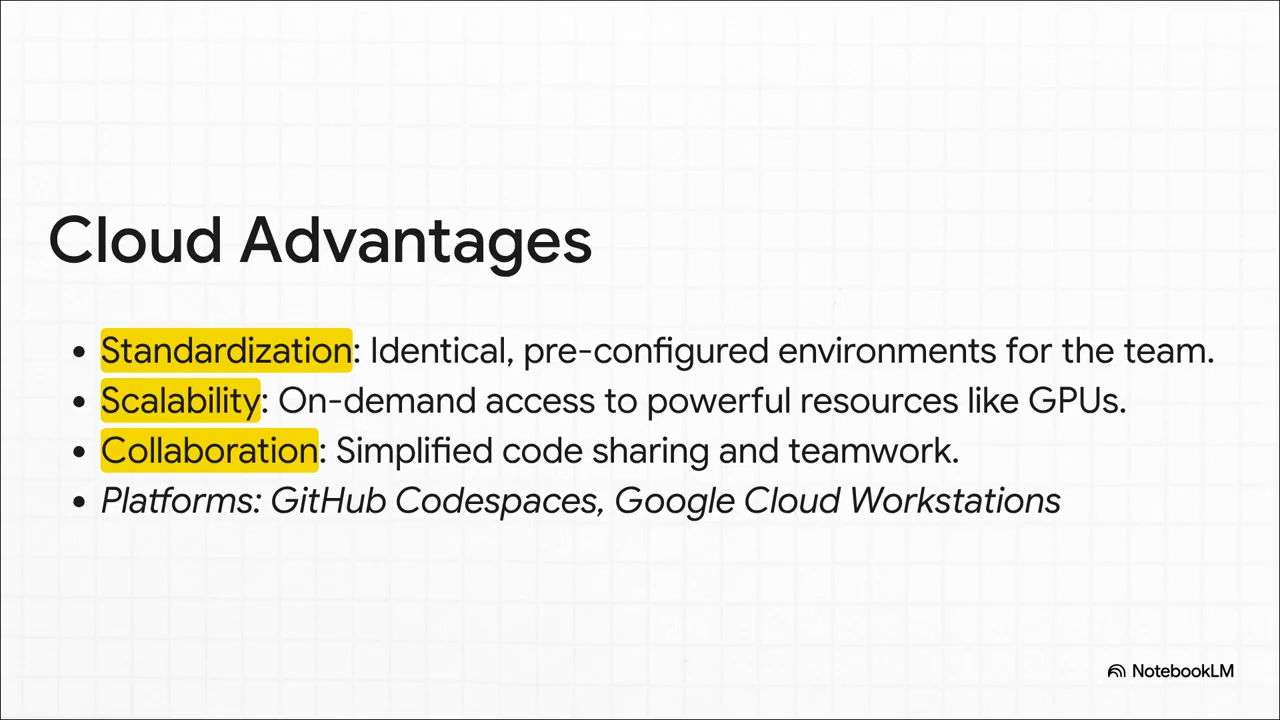 Cloud Advantages
• Standardization: Identical, pre-configured environments for the team.
• Scalability: On-demand access to powerful resources like GPUs.
• Collaboration: Simplified code sharing and teamwork.
• Platforms: GitHub Codespaces, Google Cloud Workstations
NotebookLM